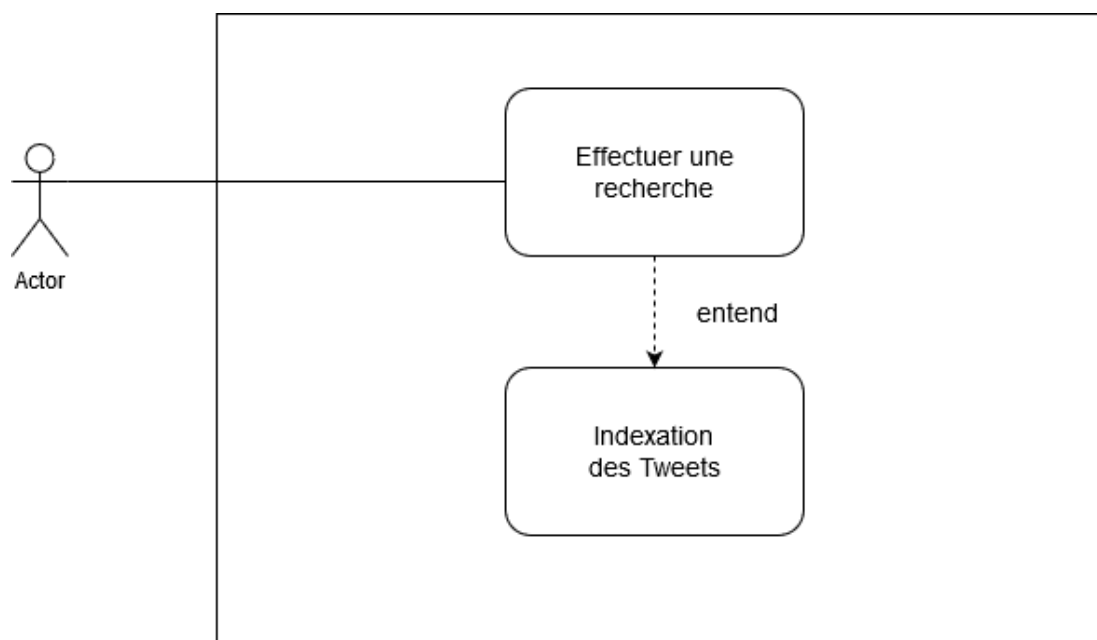 Effectuer une
recherche
Actor
entend
Indexation
des Tweets